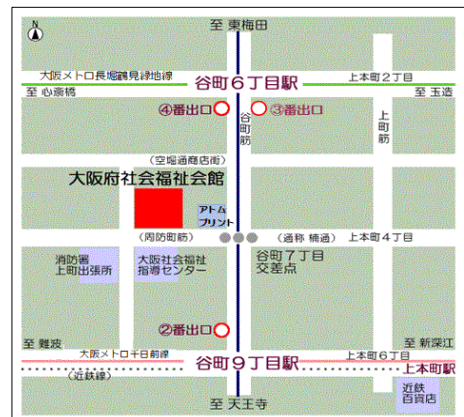 至 東梅田
N
谷町6丁目駅
大阪メトロ長堀鶴見緑地線
上本町2丁目
至 心斎橋
至 玉造
④番出口
③番出口
谷町筋
上町筋
(空堀通商店街)
大阪府社会福祉会館
アトム
プリント
(周防町筋)
(通称 楠通)
上本町4丁目
消防署
上町出張所
大阪社会福祉
指導センター
谷町7丁目
交差点
②番出口
至 難波
至 新深江
大阪メトロ千日前線
上本町6丁目
谷町9丁目駅
(近鉄線)
上本町駅
近鉄
百貨店
至 天王寺